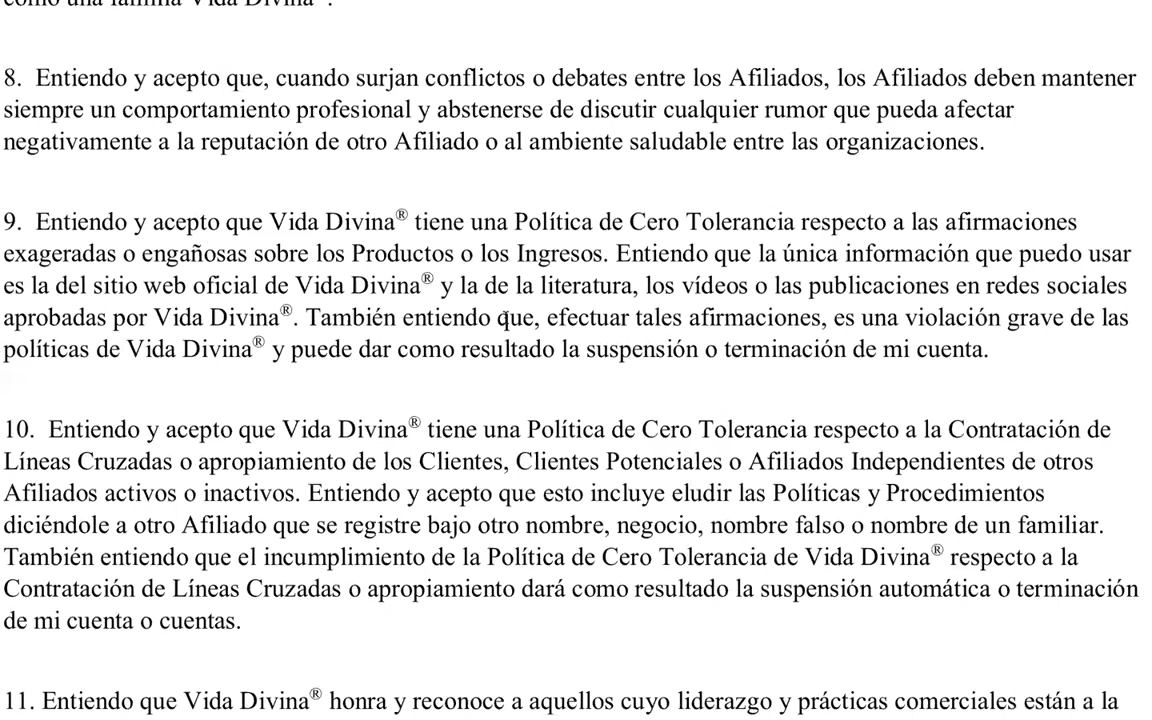 como una familia Vida Divina®.
8. Entiendo y acepto que, cuando surjan conflictos o debates entre los Afiliados, los Afiliados deben mantener
siempre un comportamiento profesional y abstenerse de discutir cualquier rumor que pueda afectar
negativamente a la reputación de otro Afiliado o al ambiente saludable entre las organizaciones.
9. Entiendo y acepto que Vida Divina® tiene una Política de Cero Tolerancia respecto a las afirmaciones
exageradas o engañosas sobre los Productos o los Ingresos. Entiendo que la única información que puedo usar
es la del sitio web oficial de Vida Divina® y la de la literatura, los vídeos o las publicaciones en redes sociales
aprobadas por Vida Divina®. También entiendo que, efectuar tales afirmaciones, es una violación grave de las
políticas de Vida Divina® y puede dar como resultado la suspensión o terminación de mi cuenta.
10. Entiendo y acepto que Vida Divina® tiene una Política de Cero Tolerancia respecto a la Contratación de
Líneas Cruzadas o apropiamiento de los Clientes, Clientes Potenciales o Afiliados Independientes de otros
Afiliados activos o inactivos. Entiendo y acepto que esto incluye eludir las Políticas y Procedimientos
diciéndole a otro Afiliado que se registre bajo otro nombre, negocio, nombre falso o nombre de un familiar.
También entiendo que el incumplimiento de la Política de Cero Tolerancia de Vida Divina® respecto a la
Contratación de Líneas Cruzadas o apropiamiento dará como resultado la suspensión automática o terminación
de mi cuenta o cuentas.
11. Entiendo que Vida Divina® honra y reconoce a aquellos cuyo liderazgo y prácticas comerciales están a la